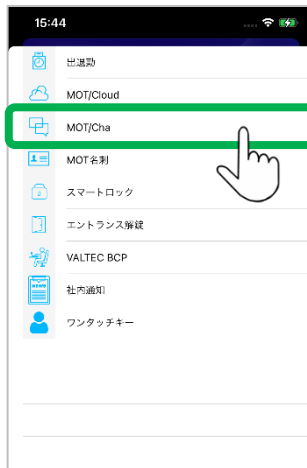 15:44
出退勤
MOT/Cloud
MOT/Cha
MOT名刺
スマートロック
エントランス解錠
VALTEC BCP
NEWS
社内通知
ワンタッチキー